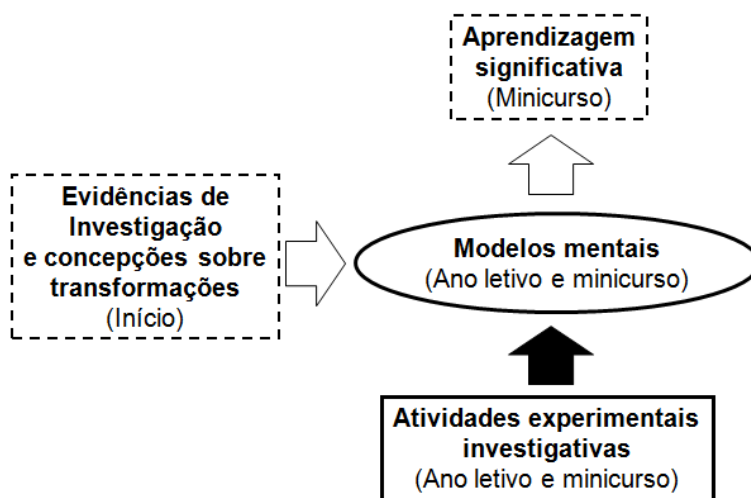 Aprendizagem
significativa
(Minicurso)
Evidências de
Investigação
e concepções sobre
transformações
(Início)
Modelos mentais
(Ano letivo e minicurso)
Atividades experimentais
investigativas
(Ano letivo e minicurso)